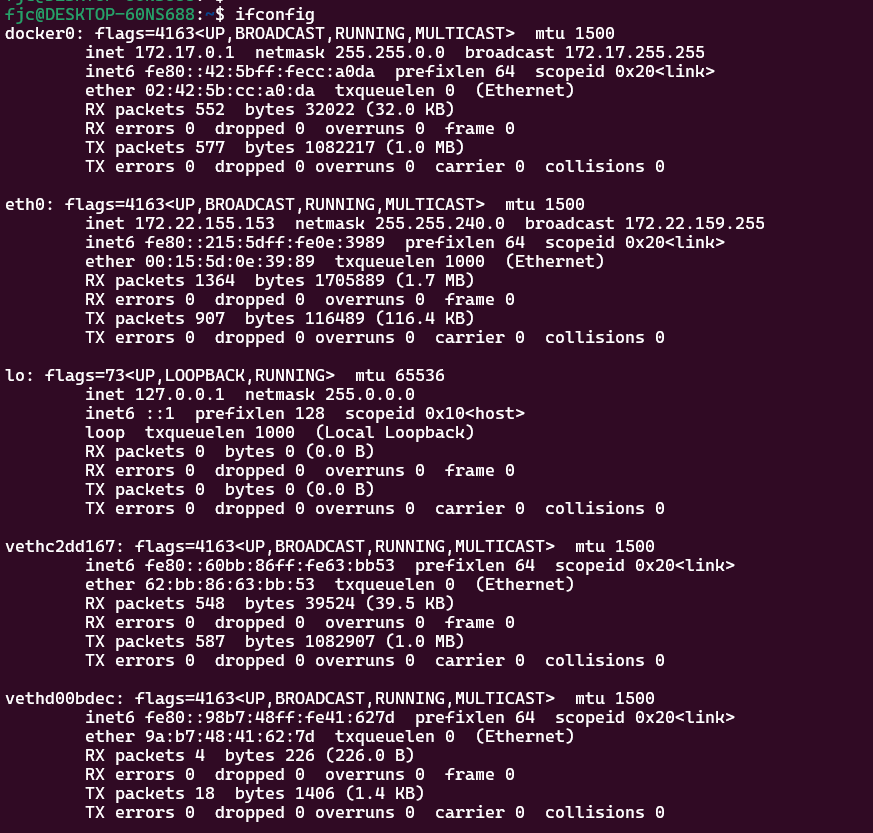 fjc@DESKTOP-60NS688:~$ ifconfig
docker0: flags=4163<UP,BROADCAST,RUNNING,MULTICAST>  mtu 1500
        inet 172.17.0.1  netmask 255.255.0.0  broadcast 172.17.255.255
        inet6 fe80::42:5bff:fecc:a0da  prefixlen 64  scopeid 0x20<link>
        ether 02:42:5b:cc:a0:da  txqueuelen 0  (Ethernet)
        RX packets 552  bytes 32022 (32.0 KB)
        RX errors 0  dropped 0  overruns 0  frame 0
        TX packets 577  bytes 1082217 (1.0 MB)
        TX errors 0  dropped 0 overruns 0  carrier 0  collisions 0

eth0: flags=4163<UP,BROADCAST,RUNNING,MULTICAST>  mtu 1500
        inet 172.22.155.153  netmask 255.255.240.0  broadcast 172.22.159.255
        inet6 fe80::215:5dff:fe0e:3989  prefixlen 64  scopeid 0x20<link>
        ether 00:15:5d:0e:39:89  txqueuelen 1000  (Ethernet)
        RX packets 1364  bytes 1705889 (1.7 MB)
        RX errors 0  dropped 0  overruns 0  frame 0
        TX packets 907  bytes 116489 (116.4 KB)
        TX errors 0  dropped 0 overruns 0  carrier 0  collisions 0

lo: flags=73<UP,LOOPBACK,RUNNING>  mtu 65536
        inet 127.0.0.1  netmask 255.0.0.0
        inet6 ::1  prefixlen 128  scopeid 0x10<host>
        loop  txqueuelen 1000  (Local Loopback)
        RX packets 0  bytes 0 (0.0 B)
        RX errors 0  dropped 0  overruns 0  frame 0
        TX packets 0  bytes 0 (0.0 B)
        TX errors 0  dropped 0 overruns 0  carrier 0  collisions 0

vethc2dd167: flags=4163<UP,BROADCAST,RUNNING,MULTICAST>  mtu 1500
        inet6 fe80::60bb:86ff:fe63:bb53  prefixlen 64  scopeid 0x20<link>
        ether 62:bb:86:63:bb:53  txqueuelen 0  (Ethernet)
        RX packets 548  bytes 39524 (39.5 KB)
        RX errors 0  dropped 0  overruns 0  frame 0
        TX packets 587  bytes 1082907 (1.0 MB)
        TX errors 0  dropped 0 overruns 0  carrier 0  collisions 0

vethd00bdec: flags=4163<UP,BROADCAST,RUNNING,MULTICAST>  mtu 1500
        inet6 fe80::98b7:48ff:fe41:627d  prefixlen 64  scopeid 0x20<link>
        ether 9a:b7:48:41:62:7d  txqueuelen 0  (Ethernet)
        RX packets 4  bytes 226 (226.0 B)
        RX errors 0  dropped 0  overruns 0  frame 0
        TX packets 18  bytes 1406 (1.4 KB)
        TX errors 0  dropped 0 overruns 0  carrier 0  collisions 0